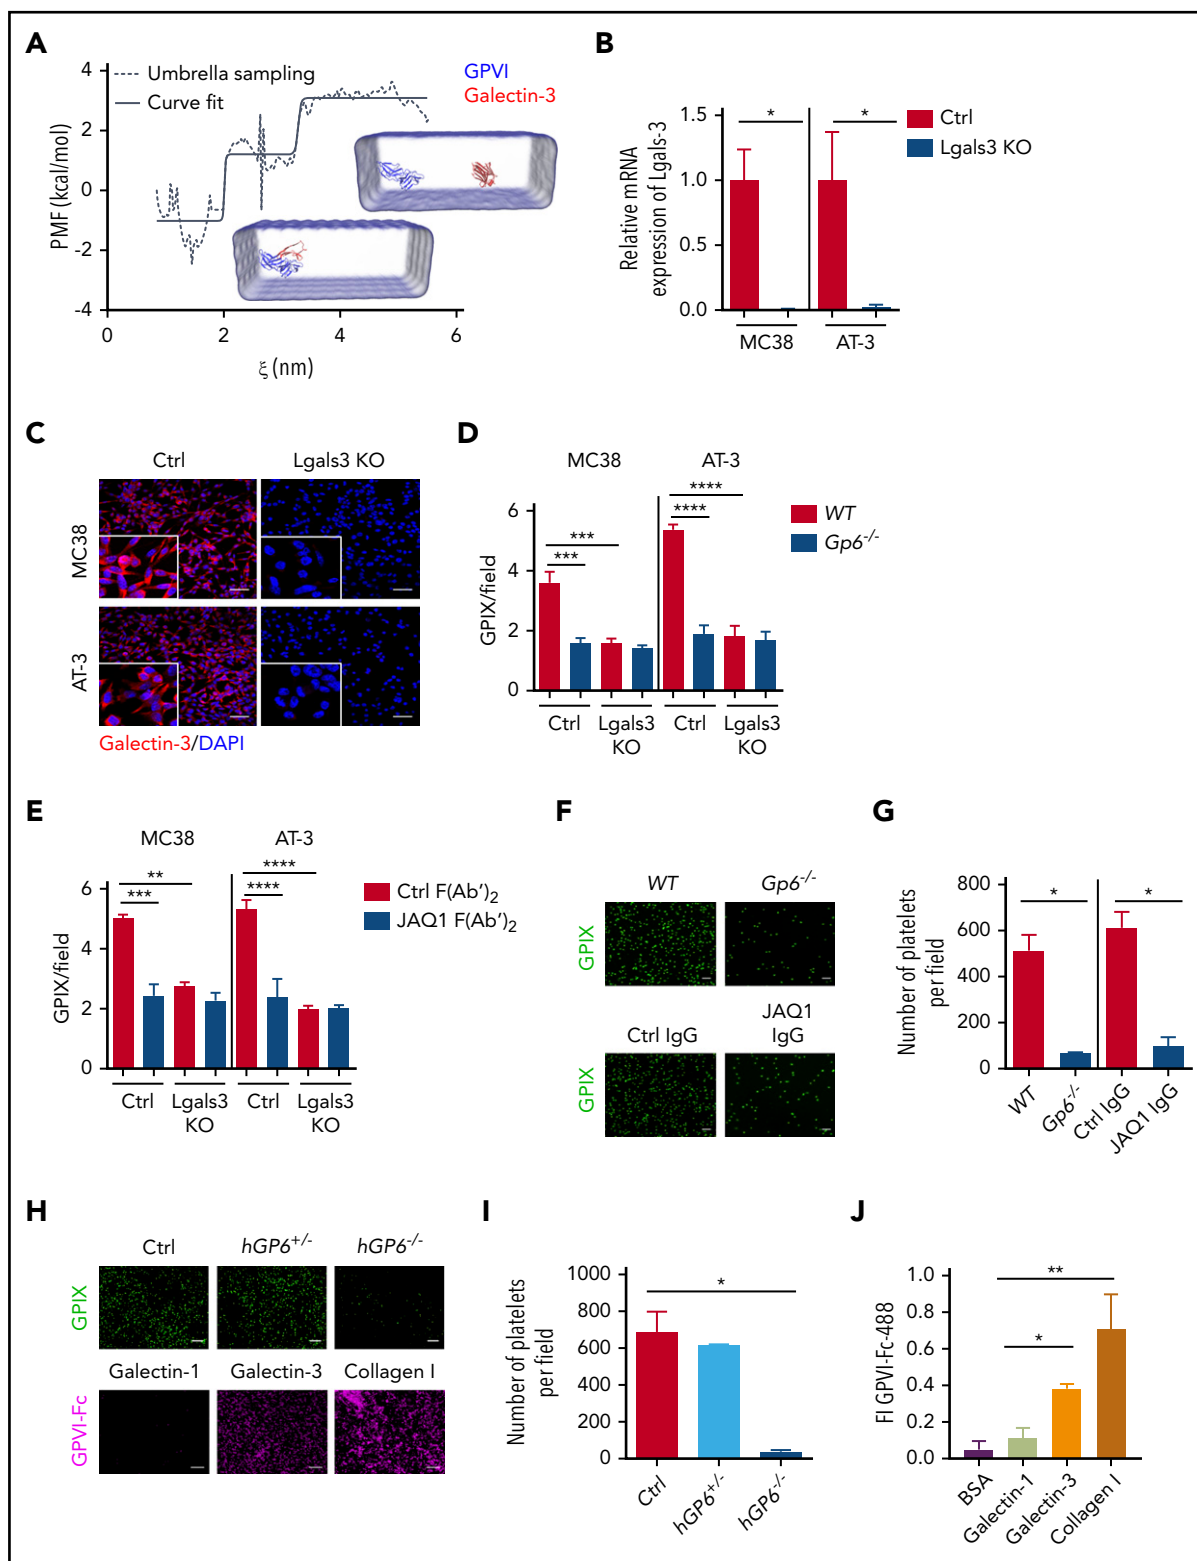 A
4
2
0
-2
-4
PMF (kcal/mol)
Umbrella sampling
Curve fit
GPVI
Galectin-3
0
2
4
6
ξ (nm)
B
Relative mRNA
expression of Lgals-3
1.5
1.0
0.5
0.0
*
*
Ctrl
Lgals3 KO
MC38
AT-3
C
Ctrl
Lgals3 KO
MC38
AT-3
Galectin-3/DAPI
D
MC38
AT-3
GPIX/field
6
4
2
0
***
***
****
****
WT
Gp6-/-
Ctrl
Lgals3
KO
Ctrl
Lgals3
KO
E
MC38
AT-3
GPIX/field
6
4
2
0
**
***
****
****
Ctrl F(Ab')2
JAQ1 F(Ab')2
Ctrl
Lgals3
KO
Ctrl
Lgals3
KO
F
WT
Gp6-/-
GPIX
Ctrl IgG
JAQ1
IgG
GPIX
G
Number of platelets
per field
800
600
400
200
0
*
*
WT
Gp6-/-
Ctrl IgG
JAQ1 IgG
H
Ctrl
hGP6+/-
hGP6-/-
GPIX
Galectin-1
Galectin-3
Collagen I
GPVI-Fc
I
Number of platelets
per field
1000
800
600
400
200
0
*
Ctrl
hGP6+/-
hGP6-/-
J
FI GPVI-Fc-488
1.0
0.8
0.6
0.4
0.2
0.0
**
*
BSA
Galectin-1
Galectin-3
Collagen I